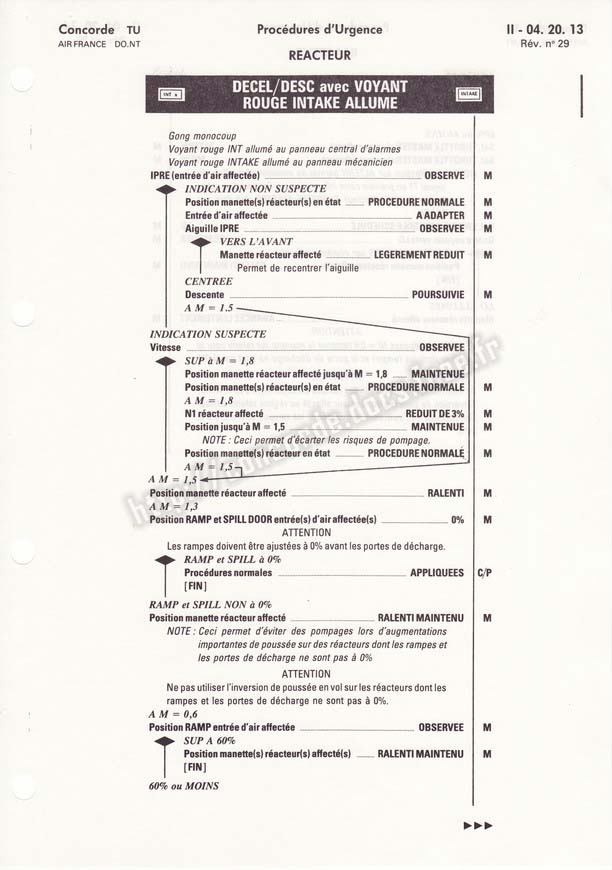 Concorde TU
AIR FRANCE DO.NT
Procédures d'Urgence
II - 04. 20. 13
Rév. n° 29
REACTEUR
INT
DECEL/DESC avec VOYANT
ROUGE INTAKE ALLUME
INTAKE
Gong monocoup
Voyant rouge INT allumé au panneau central d'alarmes
Voyant rouge INTAKE allumé au panneau mécanicien
IPRE (entrée d'air affectée) OBSERVE M
INDICATION NON SUSPECTE
Position manette(s) réacteur(s) en état PROCEDURE NORMALE M
Entrée d'air affectée A ADAPTER M
Aiguille IPRE OBSERVEE M
VERS L'AVANT
Manette réacteur affecté LEGEREMENT REDUIT M
Permet de recentrer l'aiguille
CENTREE
Descente POURSUIVIE M
A M = 1.5
INDICATION SUSPECTE
Vitesse OBSERVEE
SUP à M = 1,8
Position manette réacteur affecté jusqu'à M = 1,8 MAINTENUE M
Position manette(s) réacteur(s) en état PROCEDURE NORMALE M
A M = 1,8
N1 réacteur affecté REDUIT DE 3% M
Position jusqu'à M = 1,5 MAINTENUE M
NOTE : Ceci permet d'écarter les risques de pompage.
Position manette(s) réacteur en état PROCEDURE NORMALE M
A M = 1,5
A M = 1,5
Position manette réacteur affecté RALENTI M
A M = 1.3
Position RAMP et SPILL DOOR entrée(s) d'air affectée(s) 0% M
ATTENTION
Les rampes doivent être ajustées à 0% avant les portes de décharge.
RAMP et SPILL à 0%
Procédures normales APPLIQUEES C/P
[FIN]
RAMP et SPILL NON à 0%
Position manette réacteur affecté RALENTI MAINTENU M
NOTE : Ceci permet d'éviter des pompages lors d'augmentations
importantes de poussée sur des réacteurs dont les rampes et
les portes de décharge ne sont pas à 0%
ATTENTION
Ne pas utiliser l'inversion de poussée en vol sur les réacteurs dont les
rampes et les portes de décharge ne sont pas à 0%.
A M = 0,6
Position RAMP entrée d'air affectée OBSERVEE M
SUP A 60%
Position manette(s) réacteur(s) affecté(s) RALENTI MAINTENU M
[FIN]
60% ou MOINS